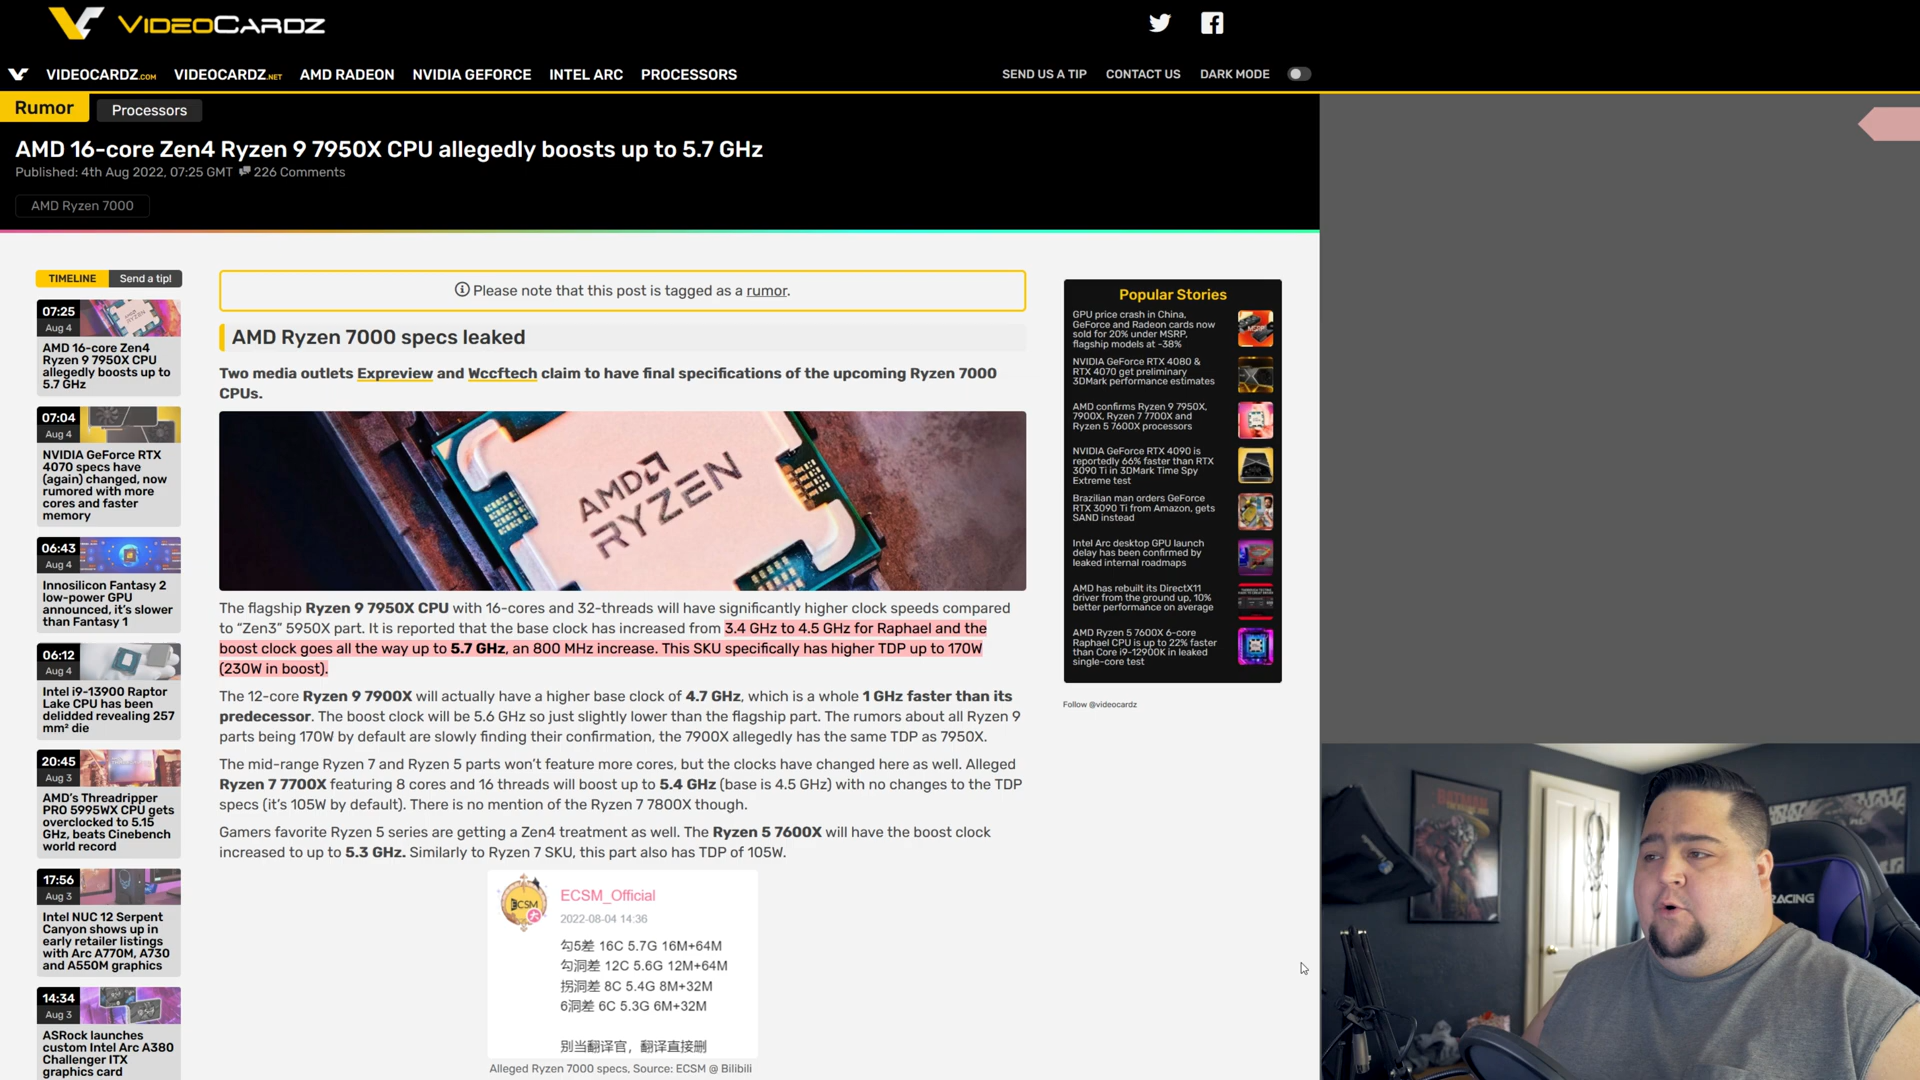 VIDEOCARDZ
VIDEOCARDZ.COM VIDEOCARDZ.NET AMD RADEON NVIDIA GEFORCE INTEL ARC PROCESSORS SEND US A TIP CONTACT US DARK MODE
Rumor Processors
AMD 16-core Zen4 Ryzen 9 7950X CPU allegedly boosts up to 5.7 GHz
Published: 4th Aug 2022, 07:25 GMT 226 Comments
AMD Ryzen 7000
TIMELINE Send a tip!
07:25
Aug 4
AMD 16-core Zen4
Ryzen 9 7950X CPU
allegedly boosts up to
5.7 GHz
07:04
Aug 4
NVIDIA GeForce RTX
4070 specs have
(again) changed, now
rumored with more
cores and faster
memory
06:43
Aug 4
Innosilicon Fantasy 2
low-power GPU
announced, it's slower
than Fantasy 1
06:12
Aug 4
Intel i9-13900 Raptor
Lake CPU has been
delidded revealing 257
mm² die
20:45
Aug 3
AMD's Threadripper
PRO 5995WX CPU gets
overclocked to 5.15
GHz, beats Cinebench
world record
17:56
Aug 3
Intel NUC 12 Serpent
Canyon shows up in
early retailer listings
with Arc A770M, A730
and A550M graphics
14:34
Aug 3
ASRock launches
custom Intel Arc A380
Challenger ITX
graphics card
Please note that this post is tagged as a rumor.
AMD Ryzen 7000 specs leaked
Two media outlets Expreview and Wccftech claim to have final specifications of the upcoming Ryzen 7000
CPUs.
AMD
RYZEN
The flagship Ryzen 9 7950X CPU with 16-cores and 32-threads will have significantly higher clock speeds compared
to “Zen3” 5950X part. It is reported that the base clock has increased from 3.4 GHz to 4.5 GHz for Raphael and the
boost clock goes all the way up to 5.7 GHz, an 800 MHz increase. This SKU specifically has higher TDP up to 170W
(230W in boost).
The 12-core Ryzen 9 7900X will actually have a higher base clock of 4.7 GHz, which is a whole 1 GHz faster than its
predecessor. The boost clock will be 5.6 GHz so just slightly lower than the flagship part. The rumors about all Ryzen 9
parts being 170W by default are slowly finding their confirmation, the 7900X allegedly has the same TDP as 7950X.
The mid-range Ryzen 7 and Ryzen 5 parts won't feature more cores, but the clocks have changed here as well. Alleged
Ryzen 7 7700X featuring 8 cores and 16 threads will boost up to 5.4 GHz (base is 4.5 GHz) with no changes to the TDP
specs (it's 105W by default). There is no mention of the Ryzen 7 7800X though.
Gamers favorite Ryzen 5 series are getting a Zen4 treatment as well. The Ryzen 5 7600X will have the boost clock
increased to up to 5.3 GHz. Similarly to Ryzen 7 SKU, this part also has TDP of 105W.
ECSM
ECSM_Official
2022-08-04 14:36
勾5差 16C 5.7G 16M+64M
勾洞差 12C 5.6G 12M+64M
拐洞差 8C 5.4G 8M+32M
6洞差 6C 5.3G 6M+32M
别当翻译官，翻译直接删
Alleged Ryzen 7000 specs, Source: ECSM @ Bilibili
Popular Stories
GPU price crash in China,
GeForce and Radeon cards now
sold for 20% under MSRP,
flagship models at -38%
NVIDIA GeForce RTX 4080 &
RTX 4070 get preliminary
3DMark performance estimates
AMD confirms Ryzen 9 7950X,
7900X, Ryzen 7 7700X and
Ryzen 5 7600X processors
NVIDIA GeForce RTX 4090 is
reportedly 66% faster than RTX
3090 Ti in 3DMark Time Spy
Extreme test
Brazilian man orders GeForce
RTX 3090 Ti from Amazon, gets
SAND instead
Intel Arc desktop GPU launch
delay has been confirmed by
leaked internal roadmaps
AMD has rebuilt its DirectX11
driver from the ground up, 10%
better performance on average
AMD Ryzen 5 7600X 6-core
Raphael CPU is up to 22% faster
than Core i9-12900K in leaked
single-core test
Follow @videocardz
BATMAN
RACING